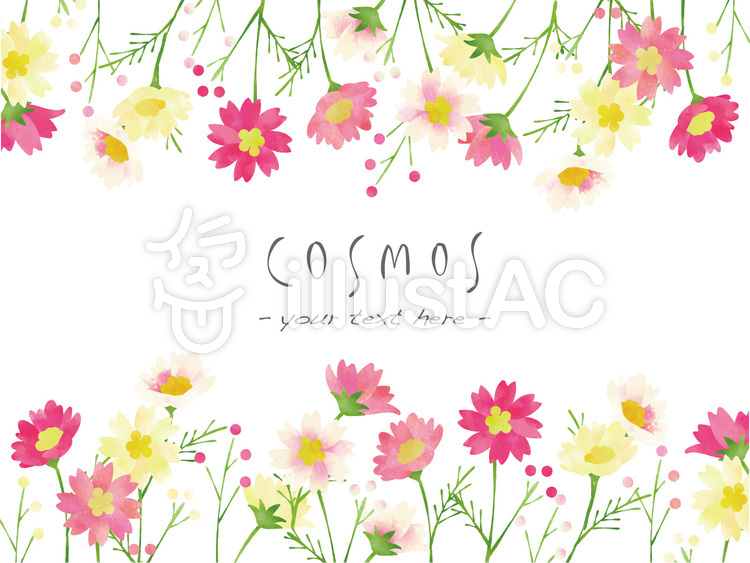 COSMOS
illustAC
- your text here -